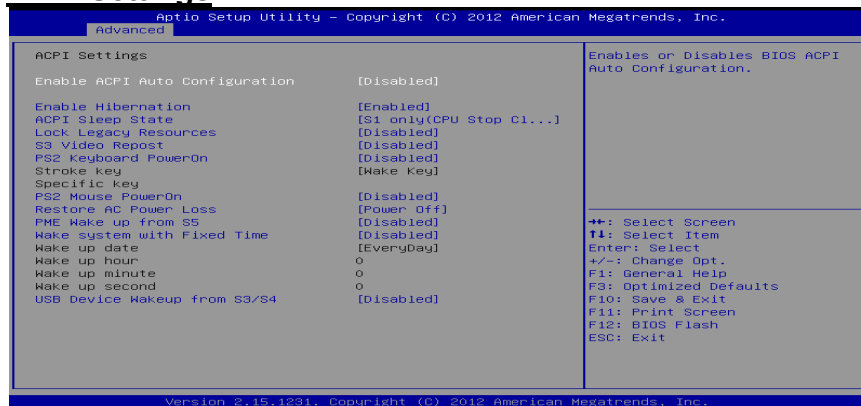 Aptio Setup Utility – Copyright (C) 2012 American Megatrends, Inc.
Advanced
ACPI Settings
Enable ACPI Auto Configuration [Disabled]
Enable Hibernation [Enabled]
ACPI Sleep State [S1 only(CPU Stop Cl...]
Lock Legacy Resources [Disabled]
S3 Video Repost [Disabled]
PS2 Keyboard PowerOn [Disabled]
Stroke key [Wake Key]
Specific key
PS2 Mouse PowerOn [Disabled]
Restore AC Power Loss [Power Off]
PME Wake up from S5 [Disabled]
Wake system with Fixed Time [Disabled]
Wake up date [EveryDay]
Wake up hour 0
Wake up minute 0
Wake up second 0
USB Device Wakeup from S3/S4 [Disabled]
Enables or Disables BIOS ACPI
Auto Configuration.
→←: Select Screen
↑↓: Select Item
Enter: Select
+/-: Change Opt.
F1: General Help
F3: Optimized Defaults
F10: Save & Exit
F11: Print Screen
F12: BIOS Flash
ESC: Exit
Version 2.15.1231. Copyright (C) 2012 American Megatrends, Inc.